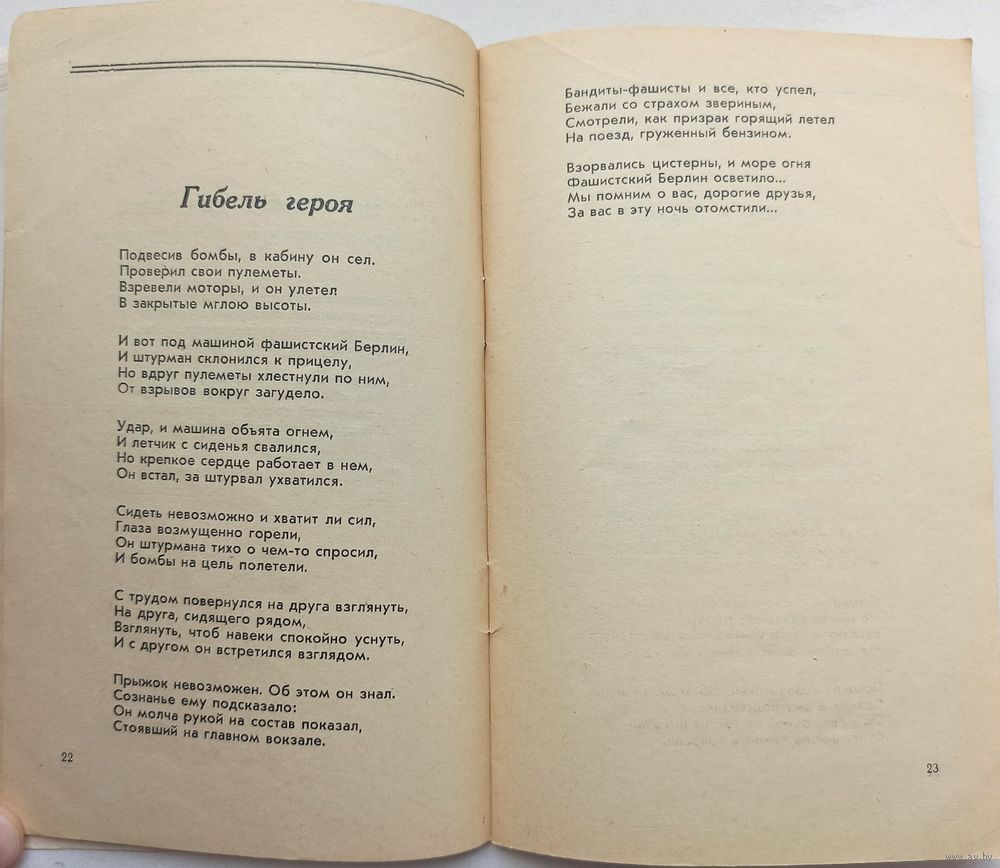 Гибель героя
Подвесив бомбы, в кабину он сел.
Проверил свои пулеметы.
Взревели моторы, и он улетел
В закрытые мглою высоты.
И вот под машиной фашистский Берлин,
И штурман склонился к прицелу,
Но вдруг пулеметы хлестнули по ним,
От взрывов вокруг загудело.
Удар, и машина объята огнем,
И летчик с сиденья свалился,
Но крепкое сердце работает в нем,
Он встал, за штурвал ухватился.
Сидеть невозможно и хватит ли сил,
Глаза возмущенно горели,
Он штурмана тихо о чем-то спросил,
И бомбы на цель полетели.
С трудом повернулся на друга взглянуть,
На друга, сидящего рядом,
Взглянуть, чтоб навеки спокойно уснуть,
И с другом он встретился взглядом.
Прыжок невозможен. Об этом он знал.
Сознанье ему подсказало:
Он молча рукой на состав показал,
Стоявший на главном вокзале.
22
Бандиты-фашисты и все, кто успел,
Бежали со страхом звериным,
Смотрели, как призрак горящий летел
На поезд, груженный бензином.
Взорвались цистерны, и море огня
Фашистский Берлин осветило...
Мы помним о вас, дорогие друзья,
За вас в эту ночь отомстили...
23
www.ay.by